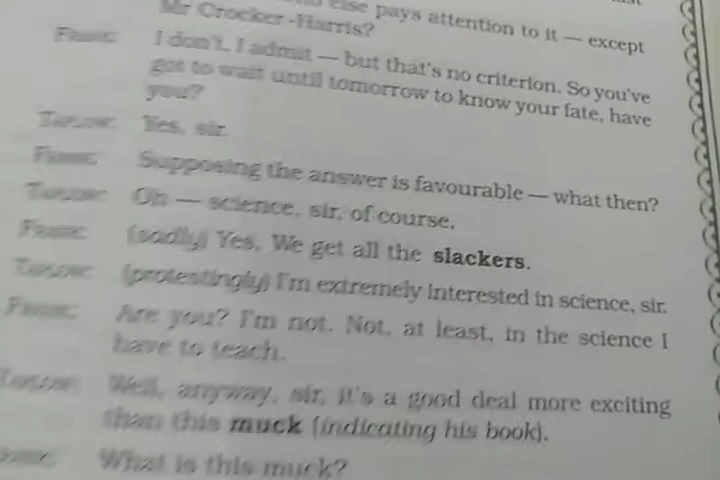 else pays attention to it — except
Mr Crocker-Harris?
FRANK: I don't, I admit — but that's no criterion. So you've
got to wait until tomorrow to know your fate, have
you?
TAPLOW: Yes, sir.
FRANK: Supposing the answer is favourable — what then?
TAPLOW: Oh — science, sir, of course.
FRANK: (sadly) Yes. We get all the slackers.
TAPLOW: (protestingly) I'm extremely interested in science, sir.
FRANK: Are you? I'm not. Not, at least, in the science I
have to teach.
TAPLOW: Well, anyway, sir, it's a good deal more exciting
than this muck (indicating his book).
What is this muck?